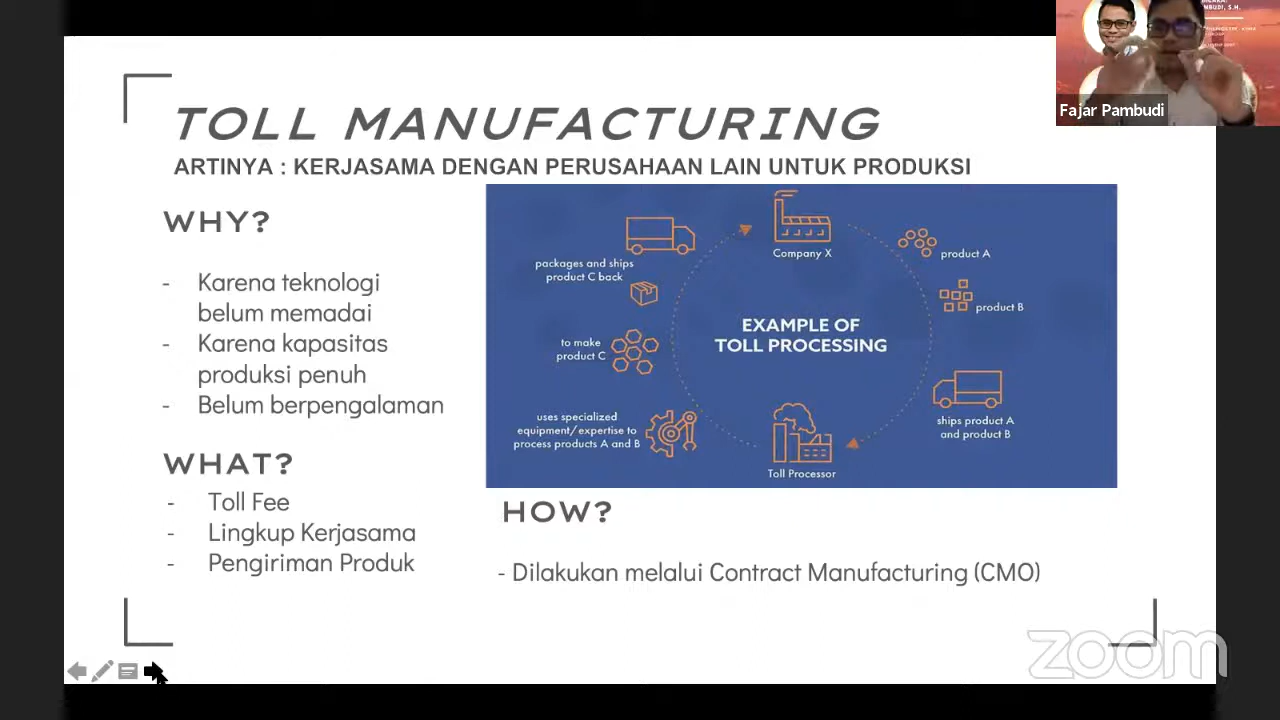 TOLL MANUFACTURING
ARTINYA : KERJASAMA DENGAN PERUSAHAAN LAIN UNTUK PRODUKSI
WHY?
- Karena teknologi
belum memadai
- Karena kapasitas
produksi penuh
- Belum berpengalaman
WHAT?
- Toll Fee
- Lingkup Kerjasama
- Pengiriman Produk
Company X
product A
product B
ships product A
and product B
Toll Processor
uses specialized
equipment/expertise to
process products A and B
to make
product C
packages and ships
product C back
EXAMPLE OF
TOLL PROCESSING
HOW?
- Dilakukan melalui Contract Manufacturing (CMO)
Fajar Pambudi
S.H.
zoom